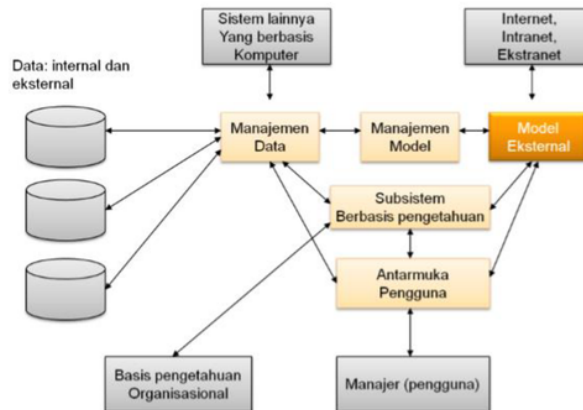 Sistem lainnya
Yang berbasis
Komputer
Internet,
Intranet,
Ekstranet
Data: internal dan
eksternal
Manajemen
Data
Manajemen
Model
Model
Eksternal
Subsistem
Berbasis pengetahuan
Antarmuka
Pengguna
Basis pengetahuan
Organisasional
Manajer (pengguna)